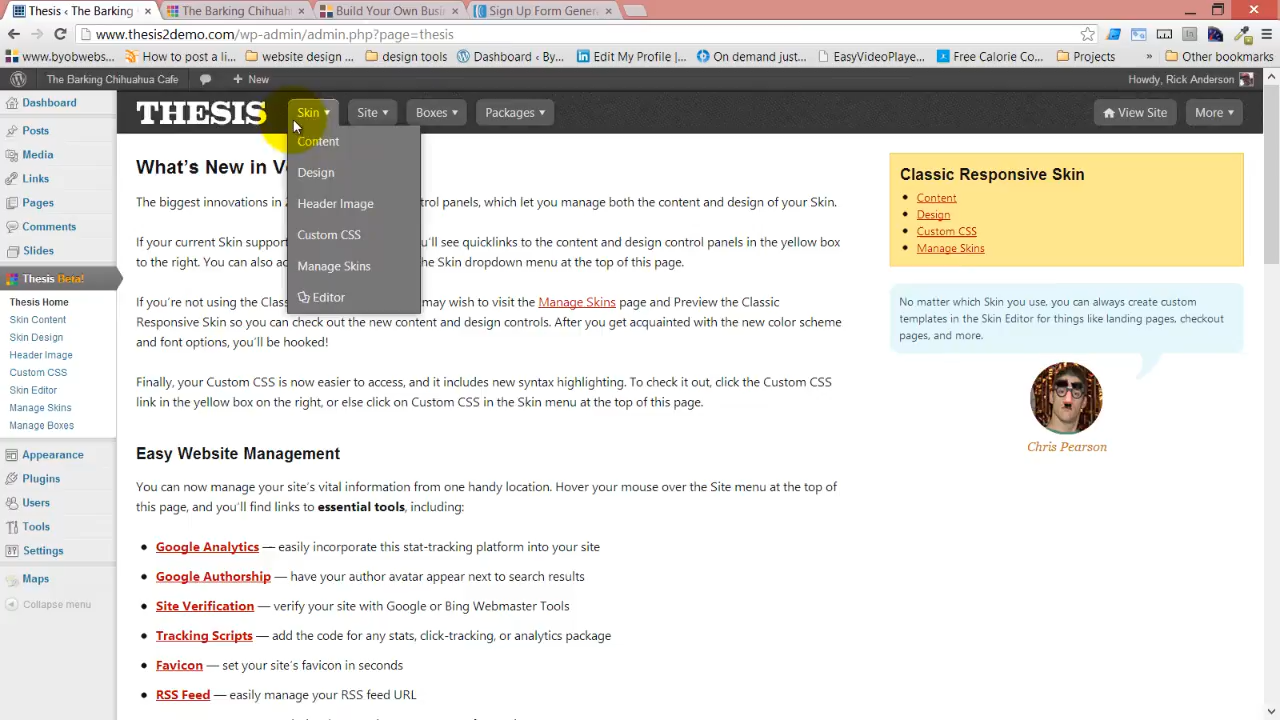 Thesis ‹ The Barking C
The Barking Chihuahua
Build Your Own Busin
Sign Up Form Genera
www.thesis2demo.com/wp-admin/admin.php?page=thesis
www.byobwebs...
How to post a li...
website design ...
design tools
Dashboard ‹ By...
Edit My Profile |...
On demand | Va...
EasyVideoPlaye...
Free Calorie Co...
Projects
»
Other bookmarks
The Barking Chihuahua Cafe
+ New
Howdy, Rick Anderson
Dashboard
Posts
Media
Links
Pages
Comments
Slides
Thesis Beta!
Thesis Home
Skin Content
Skin Design
Header Image
Custom CSS
Skin Editor
Manage Skins
Manage Boxes
Appearance
Plugins
Users
Tools
Settings
Maps
Collapse menu
THESIS
Skin ▾
Site ▾
Boxes ▾
Packages ▾
View Site
More ▾
Content
Design
Header Image
Custom CSS
Manage Skins
Editor
What's New in V
The biggest innovations in
trol panels, which let you manage both the content and design of your Skin.
If your current Skin support
u'll see quicklinks to the content and design control panels in the yellow box
to the right. You can also ac
the Skin dropdown menu at the top of this page.
If you're not using the Clas
may wish to visit the Manage Skins page and Preview the Classic
Responsive Skin so you can check out the new content and design controls. After you get acquainted with the new color scheme
and font options, you'll be hooked!
Finally, your Custom CSS is now easier to access, and it includes new syntax highlighting. To check it out, click the Custom CSS
link in the yellow box on the right, or else click on Custom CSS in the Skin menu at the top of this page.
Easy Website Management
You can now manage your site's vital information from one handy location. Hover your mouse over the Site menu at the top of
this page, and you'll find links to essential tools, including:
• Google Analytics — easily incorporate this stat-tracking platform into your site
• Google Authorship — have your author avatar appear next to search results
• Site Verification — verify your site with Google or Bing Webmaster Tools
• Tracking Scripts — add the code for any stats, click-tracking, or analytics package
• Favicon — set your site's favicon in seconds
• RSS Feed — easily manage your RSS feed URL
Classic Responsive Skin
• Content
• Design
• Custom CSS
• Manage Skins
No matter which Skin you use, you can always create custom
templates in the Skin Editor for things like landing pages, checkout
pages, and more.
Chris Pearson